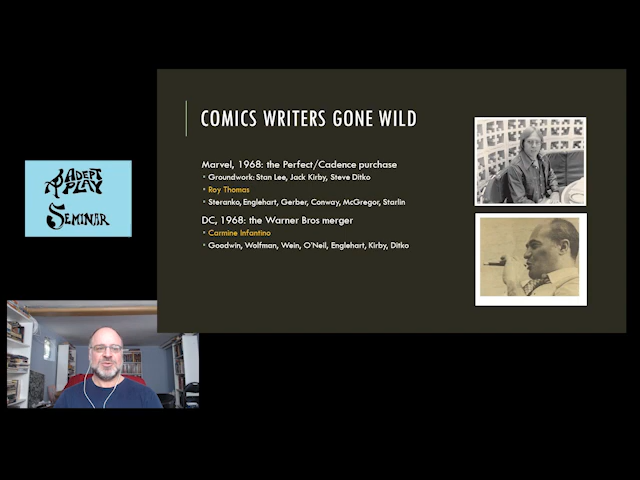 ADEPT
PLAY
SEMINAR
COMICS WRITERS GONE WILD
Marvel, 1968: the Perfect/Cadence purchase
Groundwork: Stan Lee, Jack Kirby, Steve Ditko
Roy Thomas
Steranko, Englehart, Gerber, Conway, McGregor, Starlin
DC, 1968: the Warner Bros merger
Carmine Infantino
Goodwin, Wolfman, Wein, O'Neil, Englehart, Kirby, Ditko